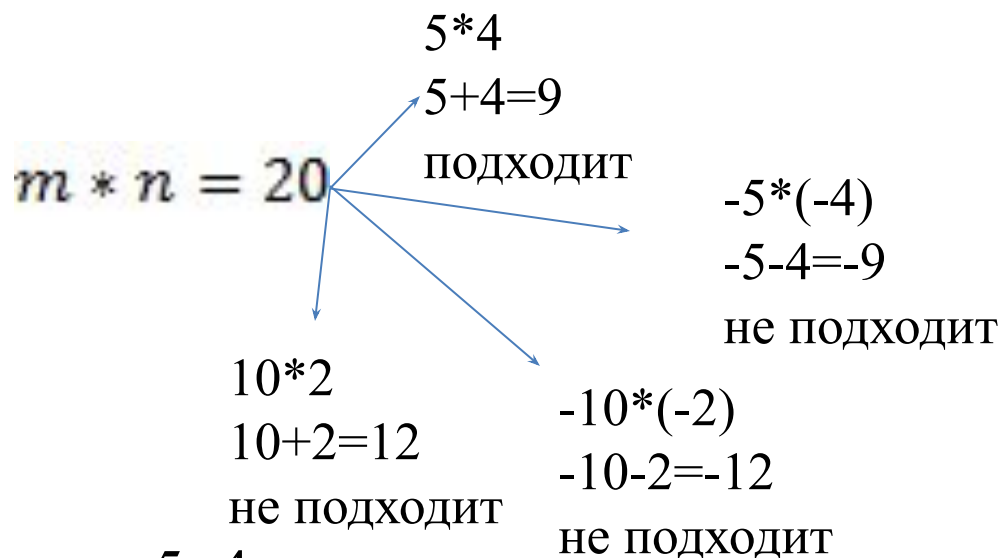 5*4
5+4=9
подходит
m * n = 20
-5*(-4)
-5-4=-9
не подходит
10*2
10+2=12
не подходит
-10*(-2)
-10-2=-12
не подходит